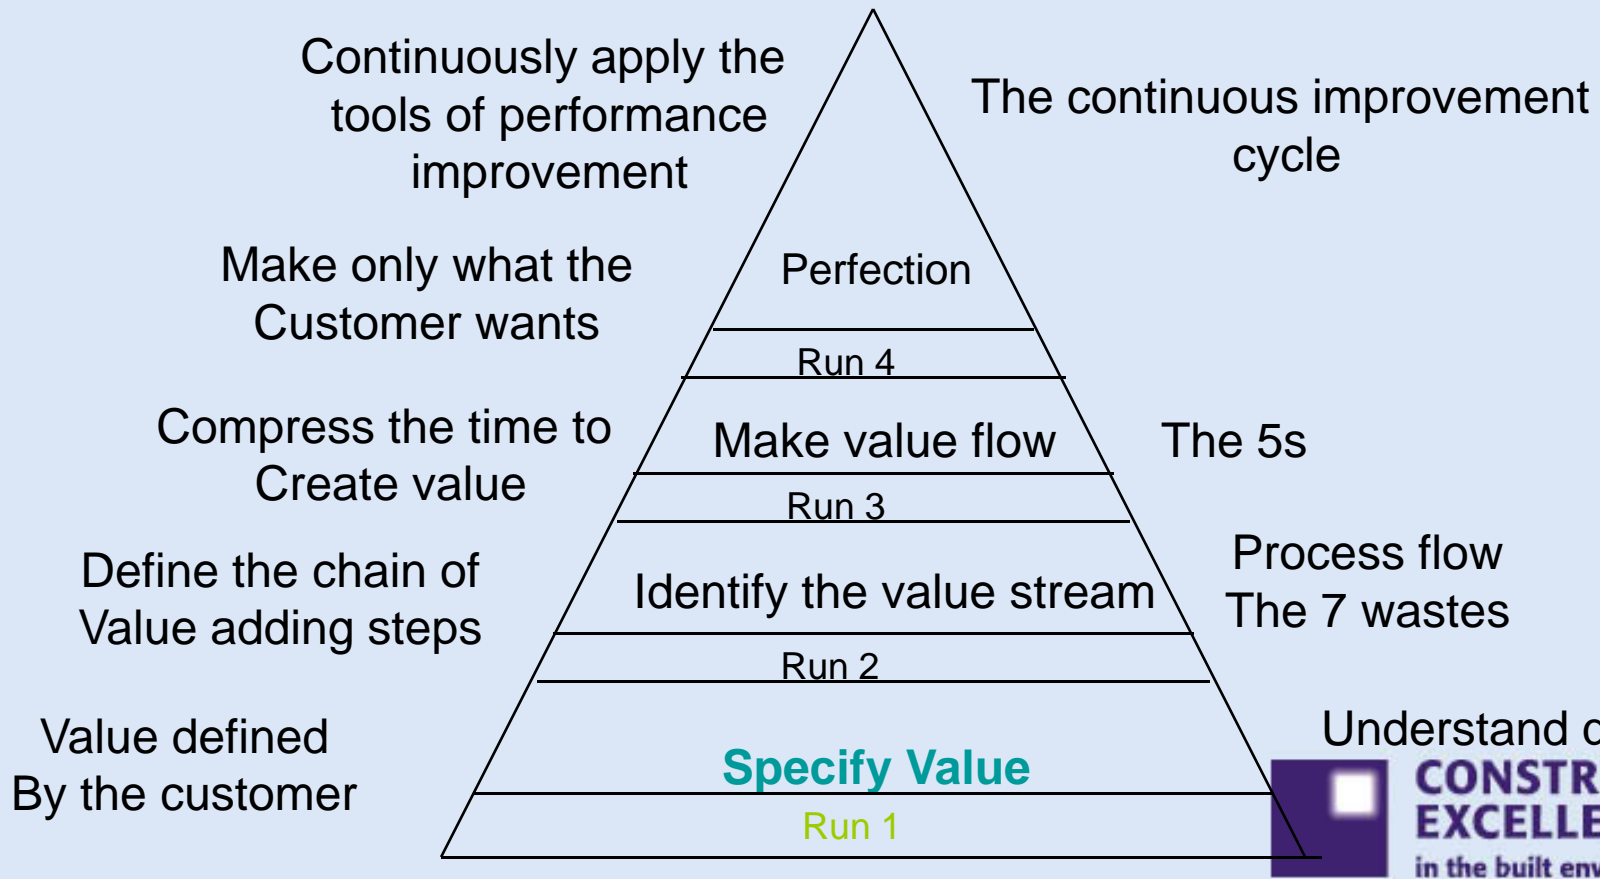 Continuously apply the
tools of performance
improvement
The continuous improvement
cycle
Make only what the
Customer wants
Perfection
Run 4
Compress the time to
Create value
Make value flow
The 5s
Run 3
Define the chain of
Value adding steps
Identify the value stream
Process flow
The 7 wastes
Run 2
Value defined
By the customer
Specify Value
Understand
Run 1
in the built